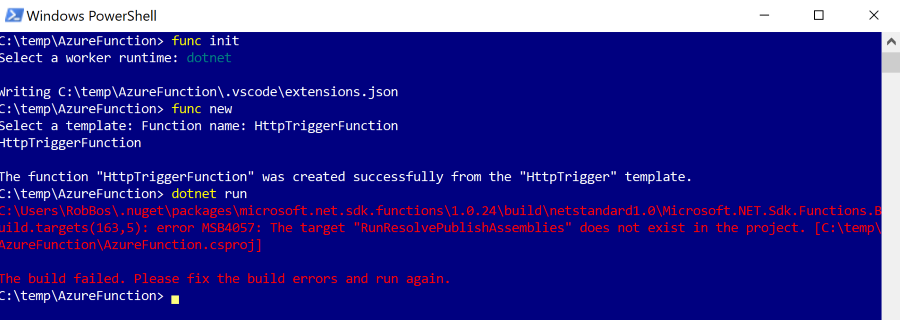 Windows PowerShell
C:\temp\AzureFunction> func init
Select a worker runtime: dotnet
Writing C:\temp\AzureFunction\.vscode\extensions.json
C:\temp\AzureFunction> func new
Select a template: Function name: HttpTriggerFunction
HttpTriggerFunction
The function "HttpTriggerFunction" was created successfully from the "HttpTrigger" template.
C:\temp\AzureFunction> dotnet run
C:\Users\RobBos\.nuget\packages\microsoft.net.sdk.functions\1.0.24\build\netstandard1.0\Microsoft.NET.Sdk.Functions.B
uild.targets(163,5): error MSB4057: The target "RunResolvePublishAssemblies" does not exist in the project. [C:\temp\
AzureFunction\AzureFunction.csproj]
The build failed. Please fix the build errors and run again.
C:\temp\AzureFunction>